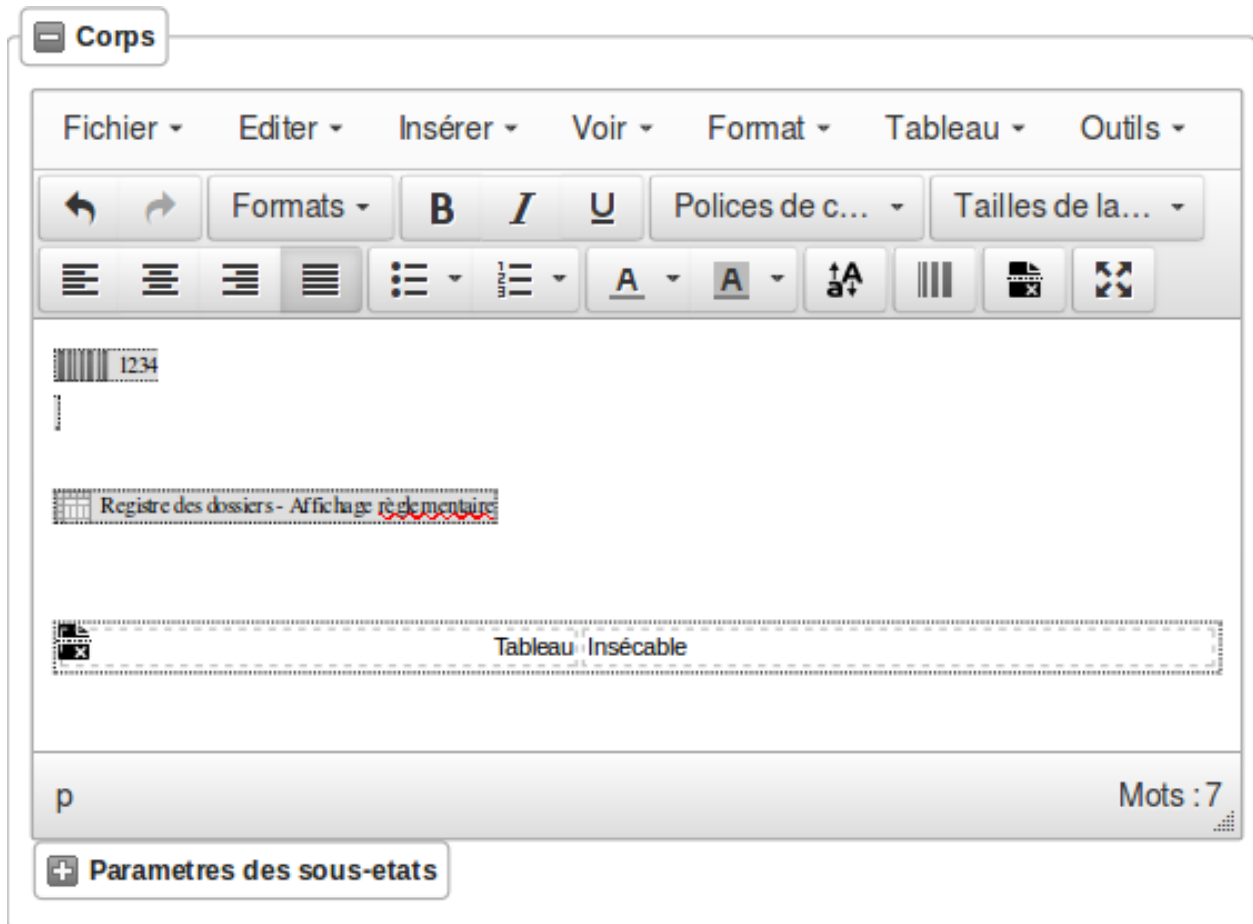 Corps
Fichier Editer Insérer Voir Format Tableau Outils
Formats B I U Polices de c... Tailles de la...
A A A a
1234
Registre des dossiers - Affichage règlementaire
Tableau Insécable
p Mots : 7
Parametres des sous-etats